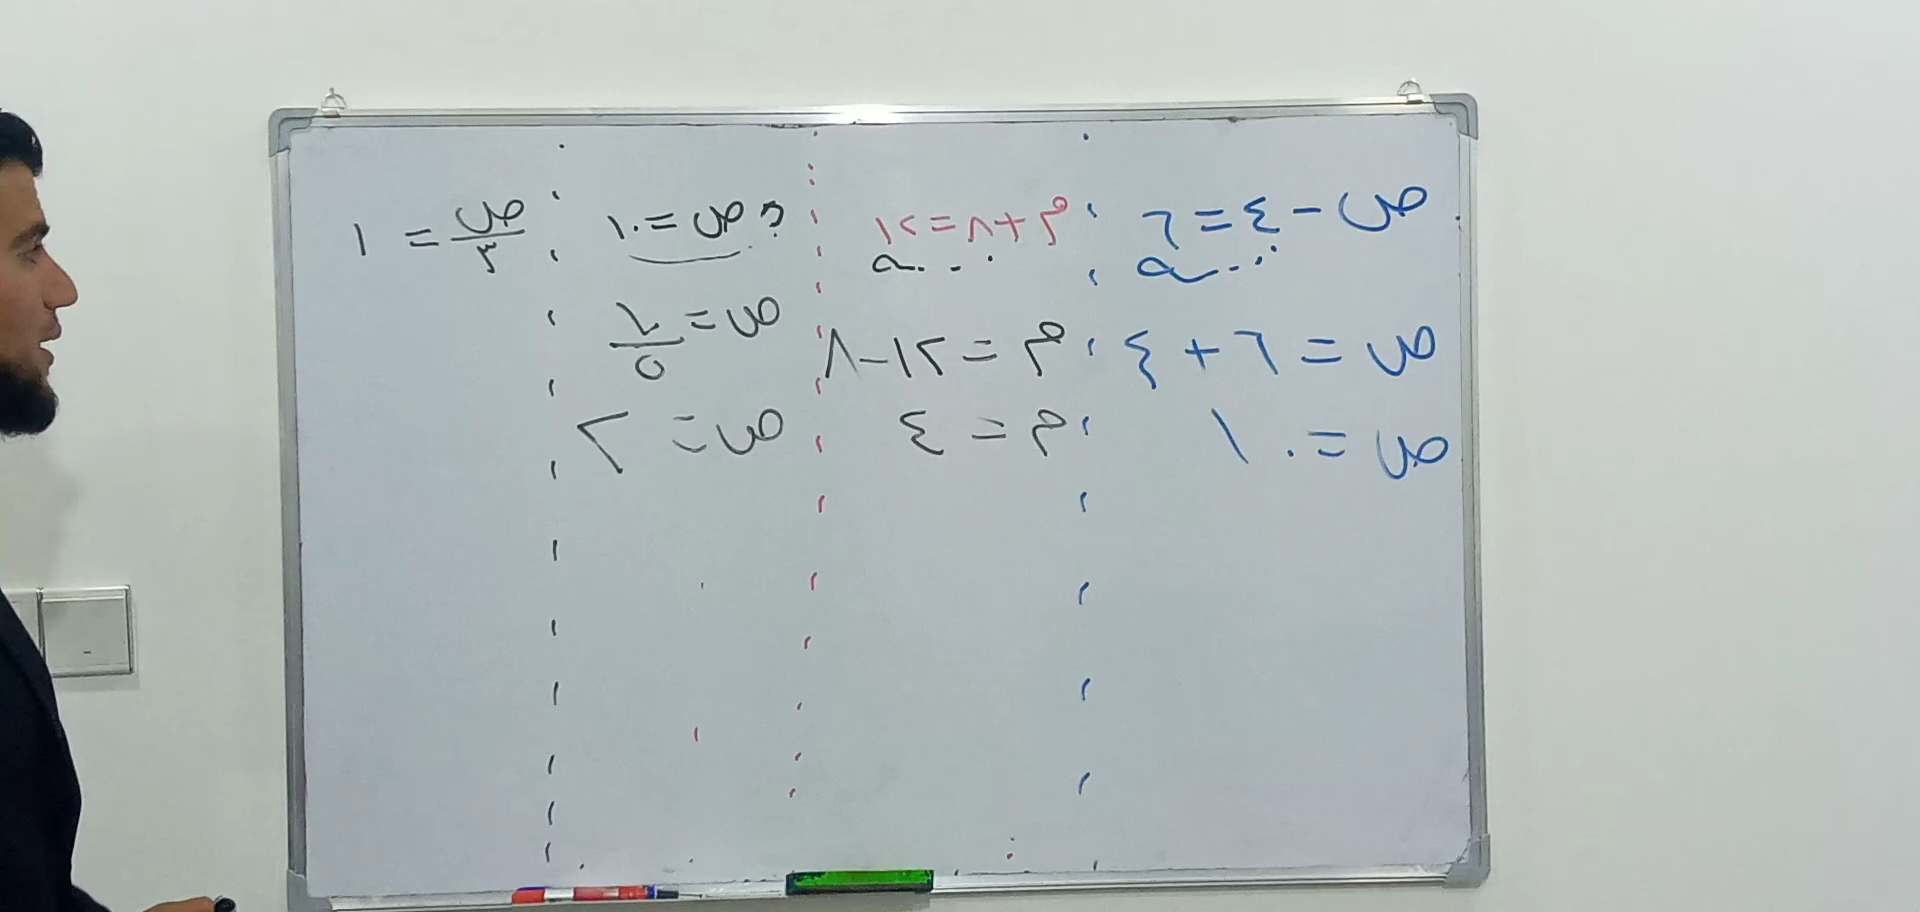 ص - ٤ = ٦
ص = ٦ + ٤
ص = ١٠
م + ٨ = ١٢
م = ١٢ - ٨
م = ٤
٥ ص = ١٠
ص = ١٠/٥
ص = ٢
ص/٣ = ١